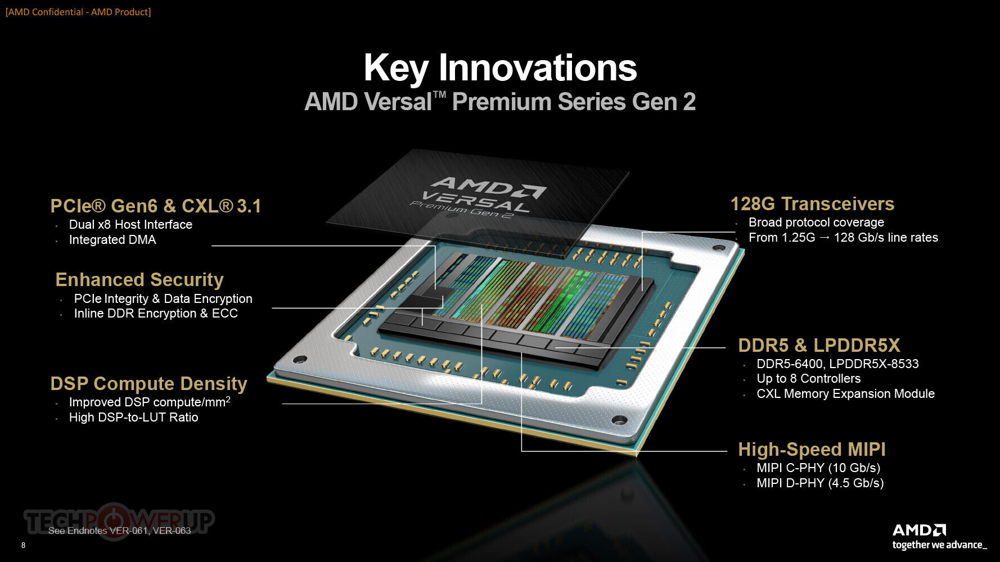 [AMD Confidential - AMD Product]
Key Innovations
AMD Versal™ Premium Series Gen 2
AMD
VERSAL
Premium Gen 2
PCIe® Gen6 & CXL® 3.1
Dual x8 Host Interface
Integrated DMA
Enhanced Security
PCIe Integrity & Data Encryption
Inline DDR Encryption & ECC
DSP Compute Density
Improved DSP compute/mm²
High DSP-to-LUT Ratio
128G Transceivers
Broad protocol coverage
From 1.25G → 128 Gb/s line rates
DDR5 & LPDDR5X
DDR5-6400, LPDDR5X-8533
Up to 8 Controllers
CXL Memory Expansion Module
High-Speed MIPI
MIPI C-PHY (10 Gb/s)
MIPI D-PHY (4.5 Gb/s)
TECHPOWERUP
See Endnotes VER-061, VER-063
8
AMD
together we advance_